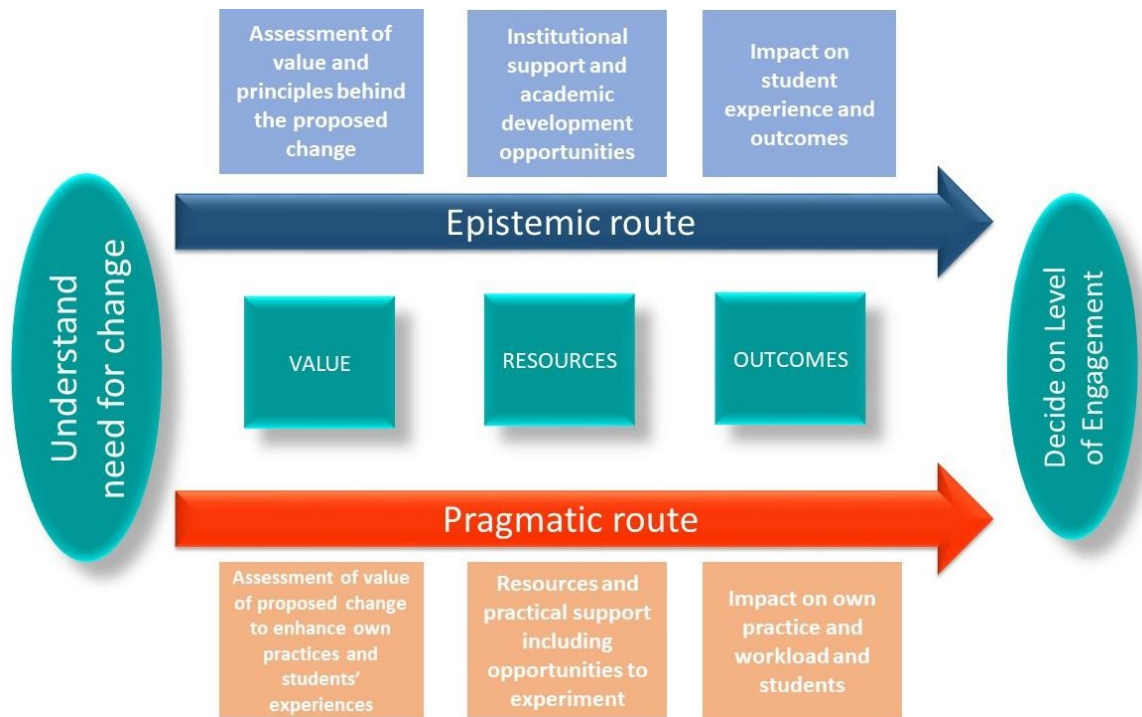 Assessment of
value and
principles behind
the proposed
change
Institutional
support and
academic
development
opportunities
Impact on
student
experience and
outcomes
Epistemic route
Understand
need for change
VALUE
RESOURCES
OUTCOMES
Decide on Level
of Engagement
Pragmatic route
Assessment of value
of proposed change
to enhance own
practices and
students’
experiences
Resources and
practical support
including
opportunities to
experiment
Impact on own
practice and
workload and
students